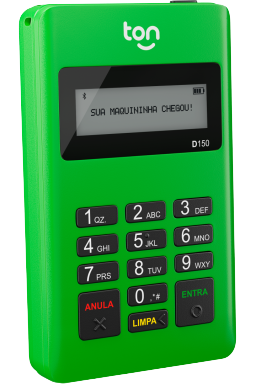 ton
SUA MAQUININHA CHEGOU!
D150
1 QZ. 2 ABC 3 DEF
4 GHI 5 JKL 6 MNO
7 PRS 8 TUV 9 WXY
ANULA 0 .*# ENTRA
LIMPA